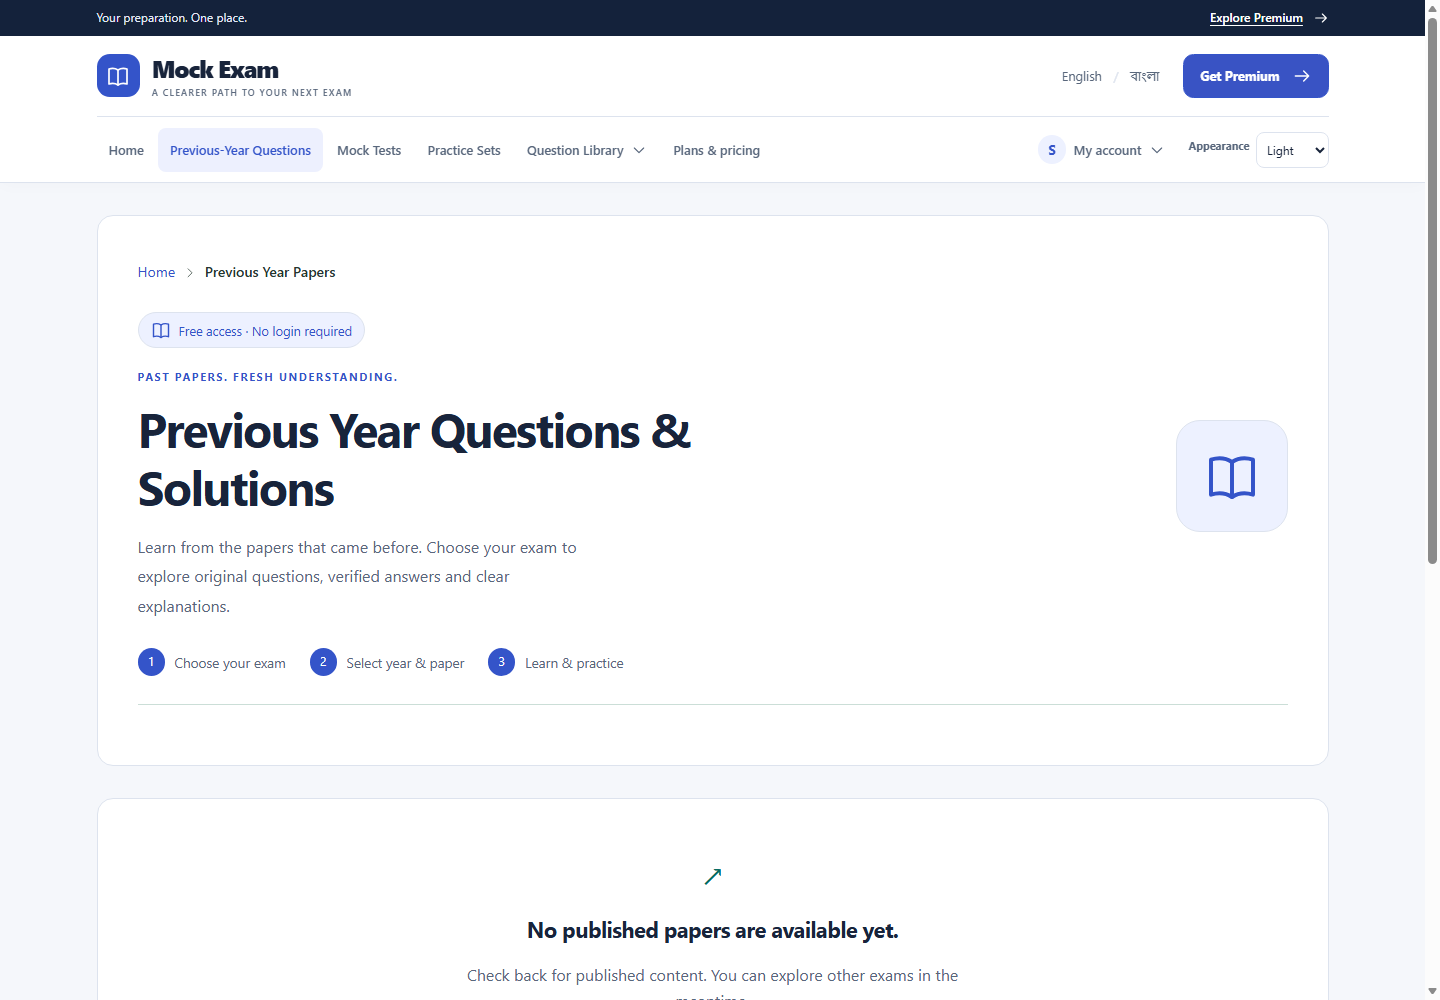 Your preparation. One place.
Explore Premium
Mock Exam
A CLEARER PATH TO YOUR NEXT EXAM
English / বাংলা
Get Premium
Home
Previous-Year Questions
Mock Tests
Practice Sets
Question Library
Plans & pricing
S
My account
Appearance
Light
Home
Previous Year Papers
Free access · No login required
PAST PAPERS. FRESH UNDERSTANDING.
Previous Year Questions &
Solutions
Learn from the papers that came before. Choose your exam to
explore original questions, verified answers and clear
explanations.
1 Choose your exam
2 Select year & paper
3 Learn & practice
No published papers are available yet.
Check back for published content. You can explore other exams in the
meantime.